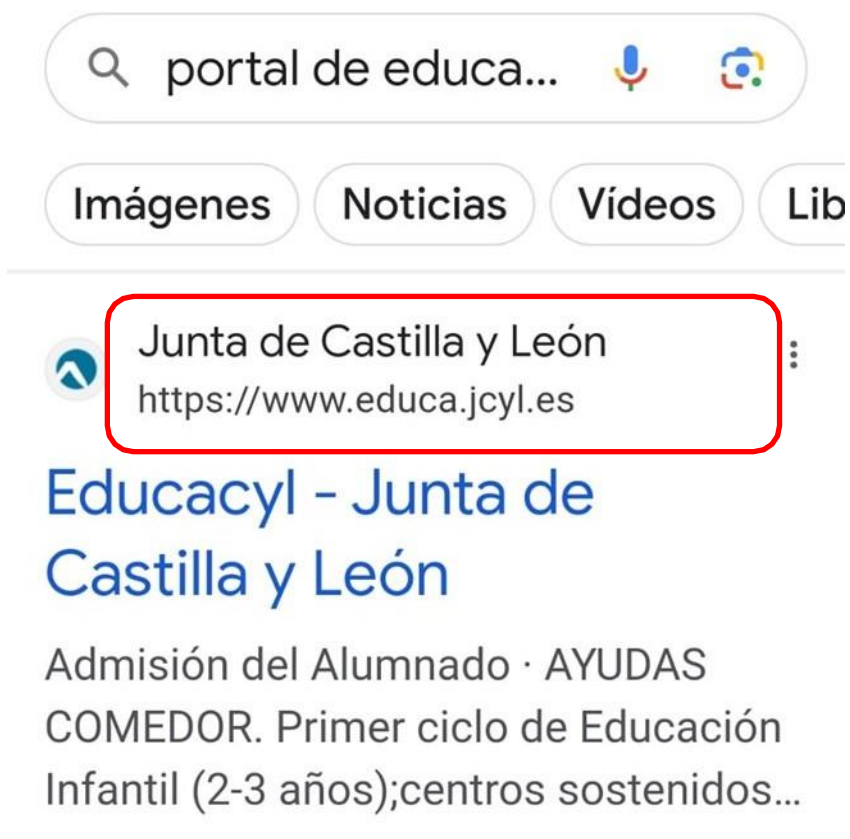 portal de educa...
Imágenes Noticias Vídeos Lib
Junta de Castilla y León
https://www.educa.jcyl.es
Educacyl - Junta de
Castilla y León
Admisión del Alumnado · AYUDAS
COMEDOR. Primer ciclo de Educación
Infantil (2-3 años);centros sostenidos...